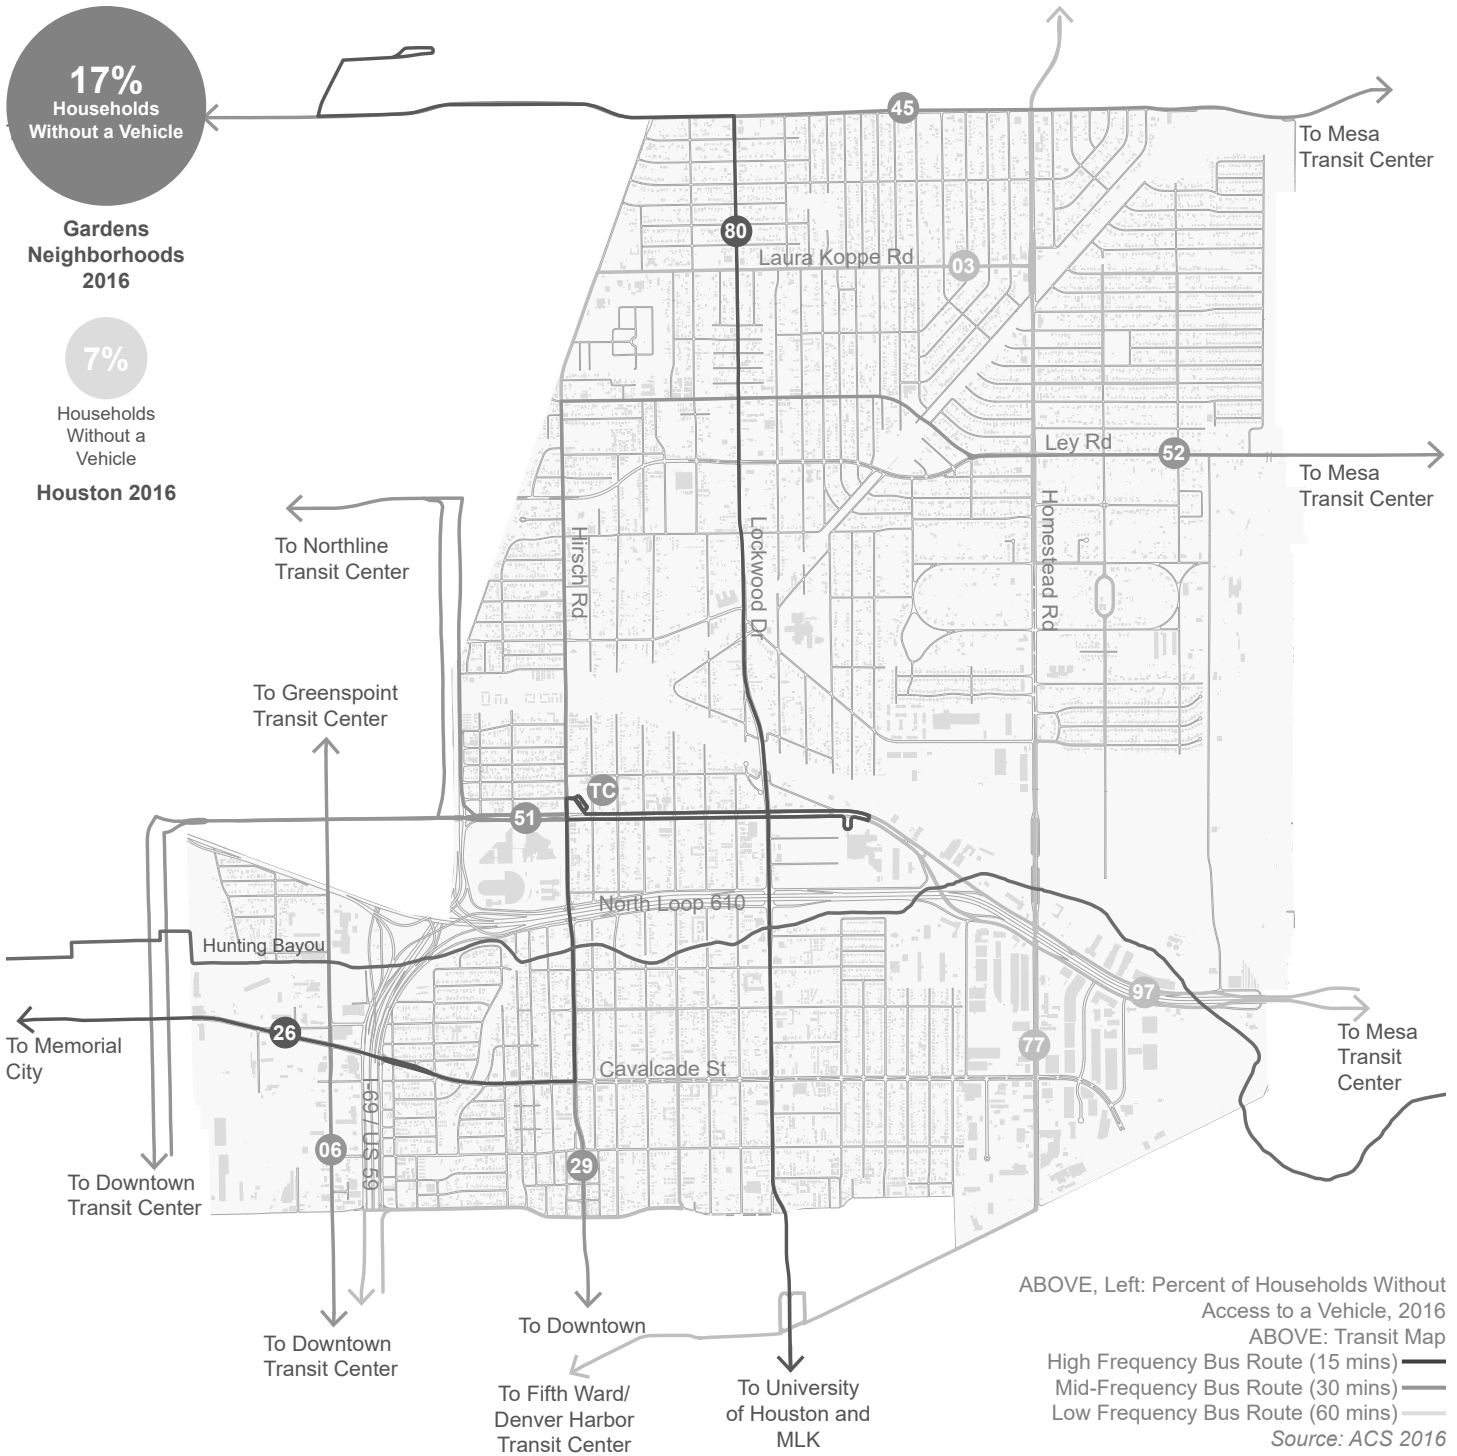 17%
Households
Without a Vehicle
Gardens
Neighborhoods
2016
7%
Households
Without a
Vehicle
Houston 2016
45
To Mesa
Transit Center
80
Laura Koppe Rd
03
Ley Rd
52
To Mesa
Transit Center
To Northline
Transit Center
Hirsch Rd
Lockwood Dr
Homestead Rd
To Greenspoint
Transit Center
TC
51
North Loop 610
Hunting Bayou
97
26
To Memorial
City
77
To Mesa
Transit
Center
Cavalcade St
I-69 / US 59
06
29
To Downtown
Transit Center
To Downtown
Transit Center
To Downtown
To Fifth Ward/
Denver Harbor
Transit Center
To University
of Houston and
MLK
ABOVE, Left: Percent of Households Without
Access to a Vehicle, 2016
ABOVE: Transit Map
High Frequency Bus Route (15 mins)
Mid-Frequency Bus Route (30 mins)
Low Frequency Bus Route (60 mins)
Source: ACS 2016